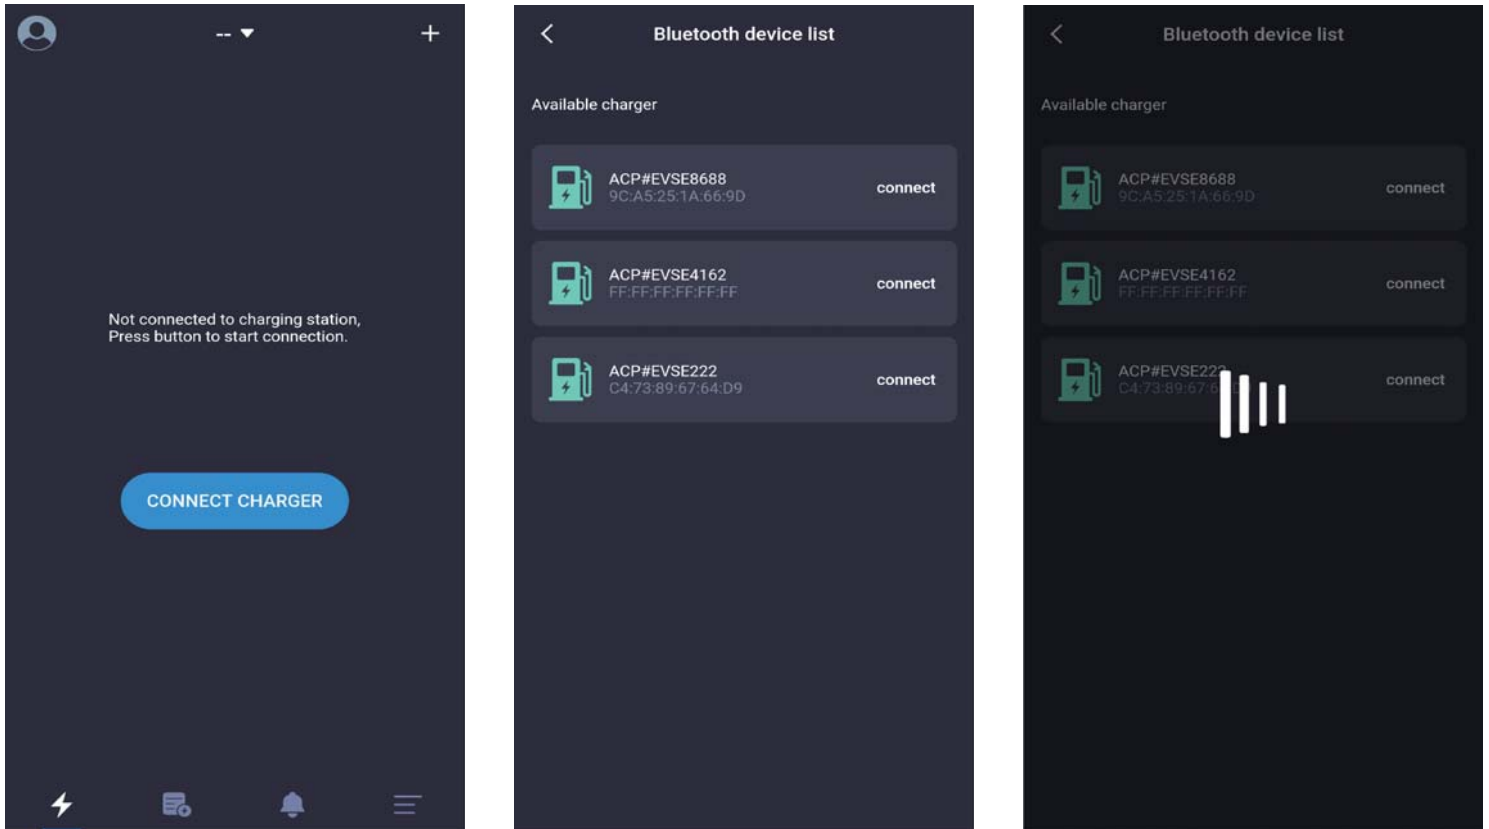 -- 
Not connected to charging station,
Press button to start connection.
CONNECT CHARGER
Bluetooth device list
Available charger
ACP#EVSE8688
9C:A5:25:1A:66:9D
connect
ACP#EVSE4162
FF:FF:FF:FF:FF:FF
connect
ACP#EVSE222
C4:73:89:67:64:D9
connect
Bluetooth device list
Available charger
ACP#EVSE8688
9C:A5:25:1A:66:9D
connect
ACP#EVSE4162
FF:FF:FF:FF:FF:FF
connect
ACP#EVSE222
connect